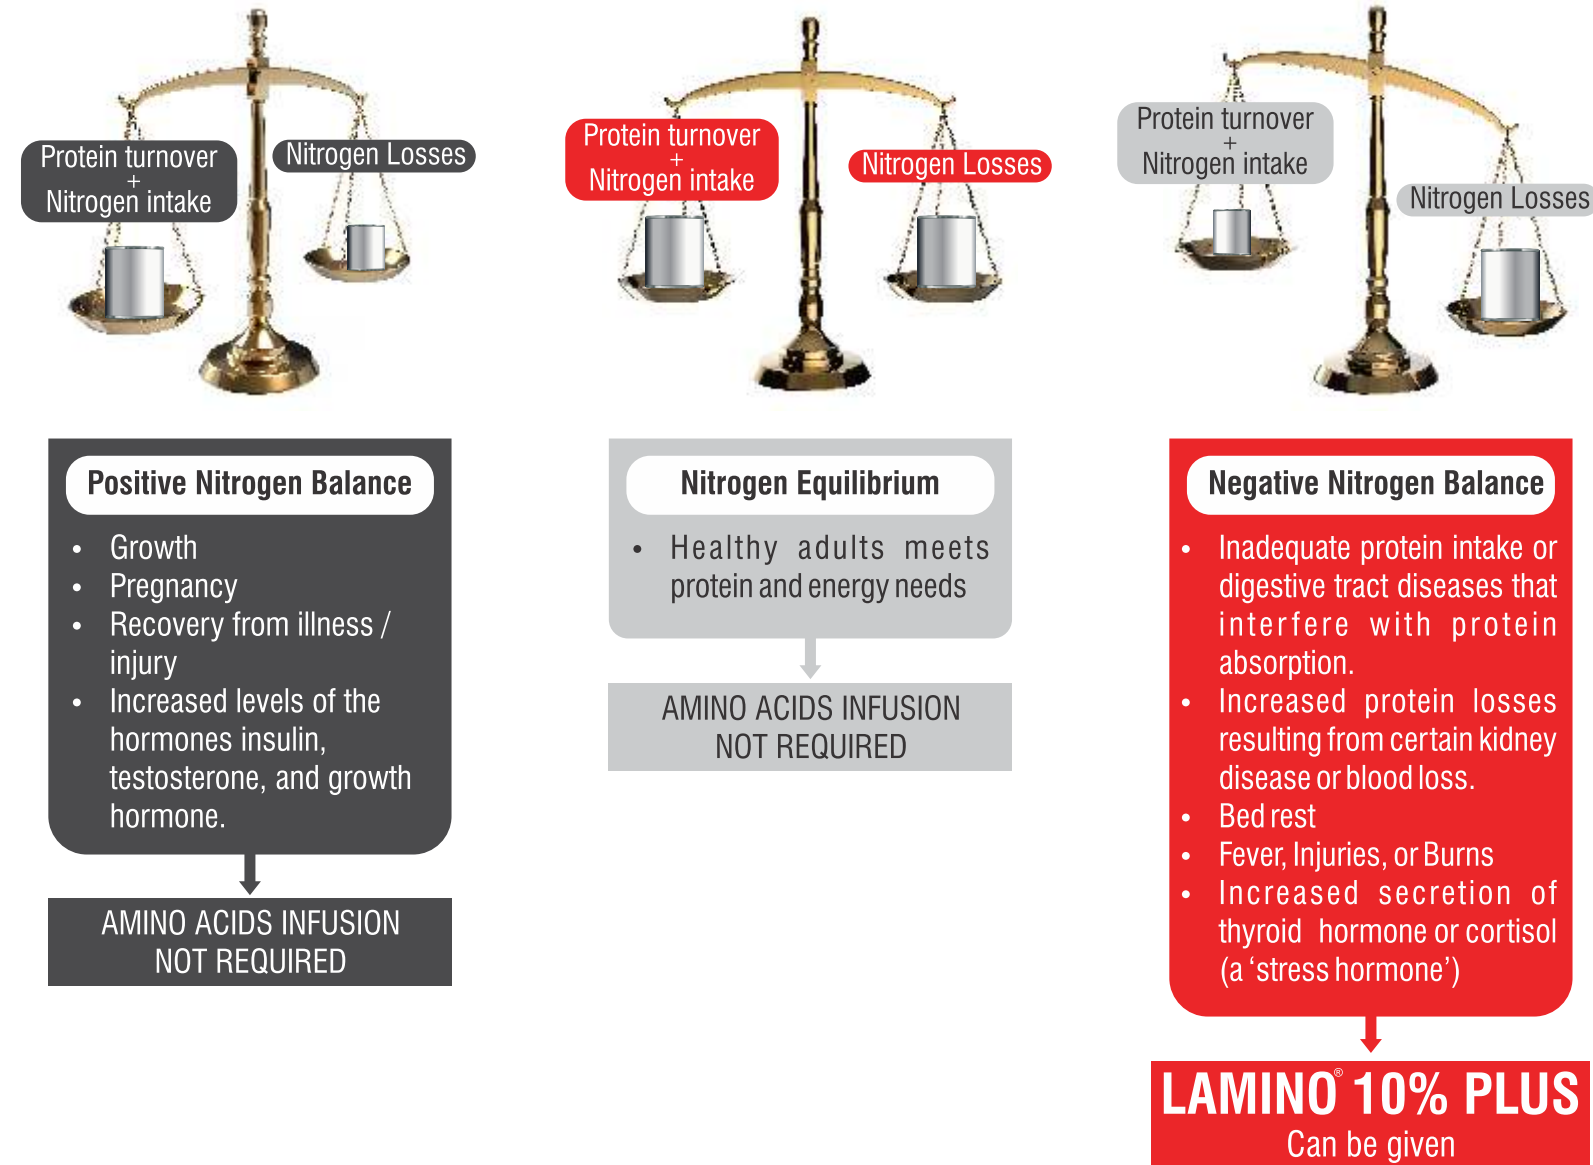 Protein turnover
+
Nitrogen intake
Nitrogen Losses
Protein turnover
+
Nitrogen intake
Nitrogen Losses
Protein turnover
+
Nitrogen intake
Nitrogen Losses
Positive Nitrogen Balance
• Growth
• Pregnancy
• Recovery from illness /
injury
• Increased levels of the
hormones insulin,
testosterone, and growth
hormone.
AMINO ACIDS INFUSION
NOT REQUIRED
Nitrogen Equilibrium
• Healthy adults meets
protein and energy needs
AMINO ACIDS INFUSION
NOT REQUIRED
Negative Nitrogen Balance
• Inadequate protein intake or
digestive tract diseases that
interfere with protein
absorption.
• Increased protein losses
resulting from certain kidney
disease or blood loss.
• Bed rest
• Fever, Injuries, or Burns
• Increased secretion of
thyroid hormone or cortisol
(a ‘stress hormone’)
LAMINO® 10% PLUS
Can be given